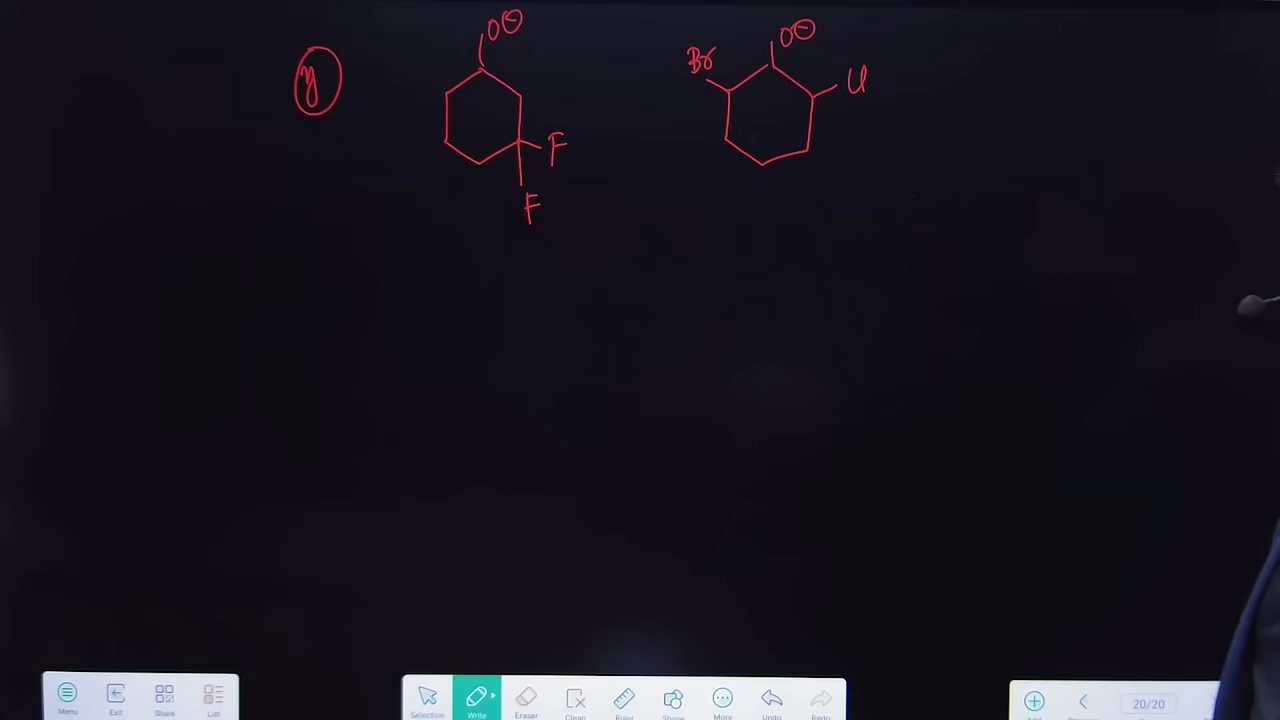 y
O⊖
F
F
Br
O⊖
Cl
Menu Exit Share List
Selection Write Eraser Clean Ruler Shape More Undo Redo
20/20